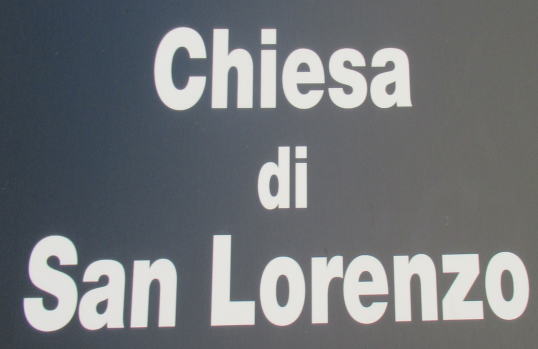 Chiesa
di
San Lorenzo